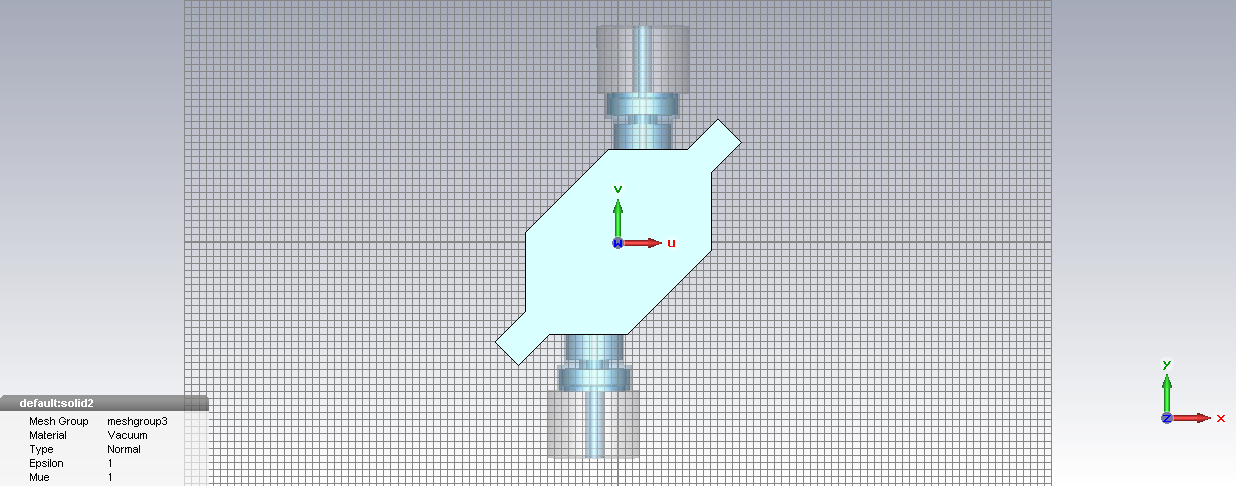 v
w u
y
z x
default:solid2
Mesh Group meshgroup3
Material Vacuum
Type Normal
Epsilon 1
Mue 1